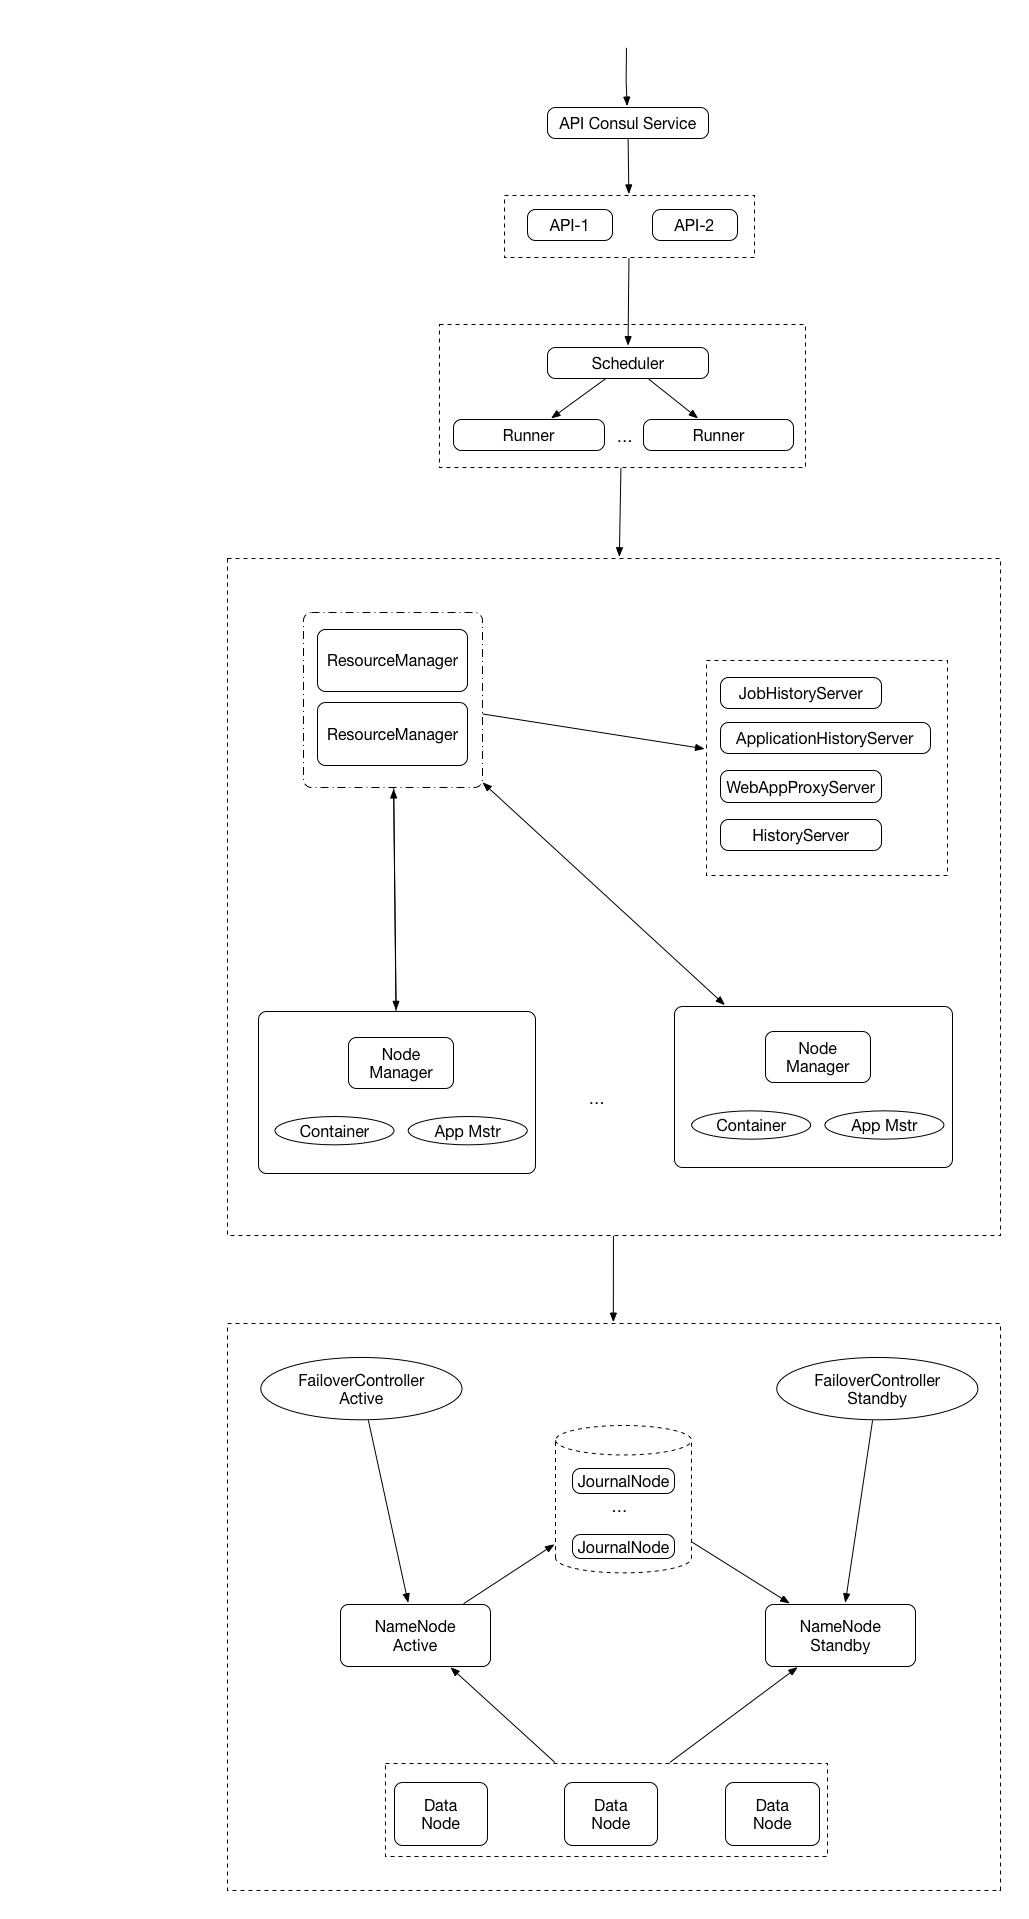 API Consul Service
API-1
API-2
Scheduler
Runner
...
Runner
ResourceManager
ResourceManager
JobHistoryServer
ApplicationHistoryServer
WebAppProxyServer
HistoryServer
Node
Manager
Container
App Mstr
...
Node
Manager
Container
App Mstr
FailoverController
Active
FailoverController
Standby
JournalNode
...
JournalNode
NameNode
Active
NameNode
Standby
Data
Node
Data
Node
Data
Node